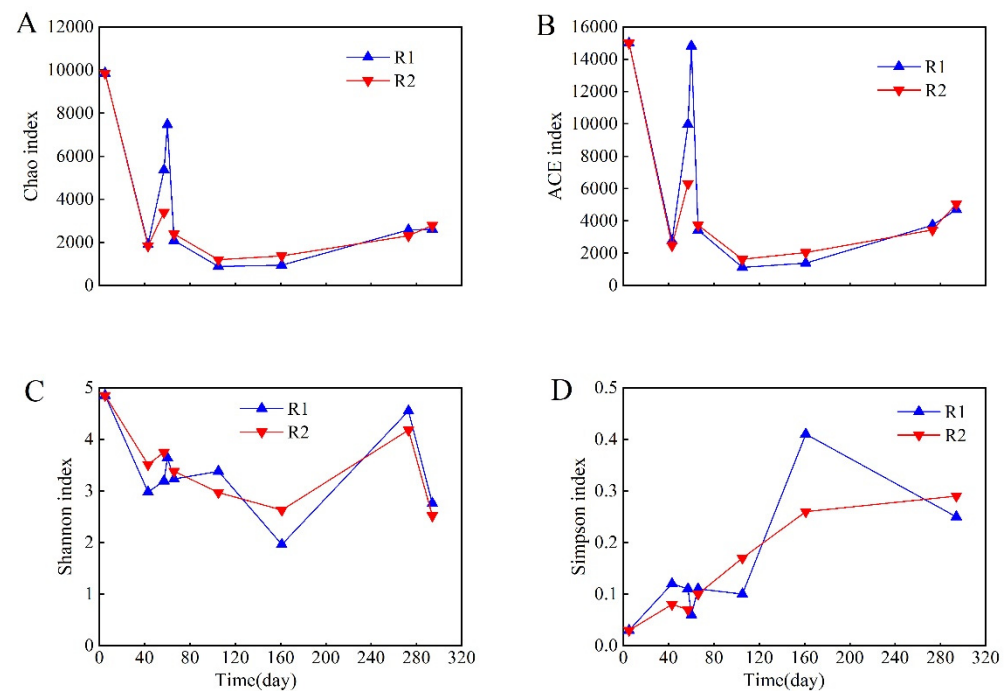 A
Chao index
12000
10000
8000
6000
4000
2000
0
R1
R2
B
ACE index
16000
14000
12000
10000
8000
6000
4000
2000
0
R1
R2
C
Shannon index
5
4
3
2
1
0
R1
R2
0 40 80 120 160 200 240 280 320
Time(day)
D
Simpson index
0.5
0.4
0.3
0.2
0.1
0.0
R1
R2
0 40 80 120 160 200 240 280 320
Time(day)